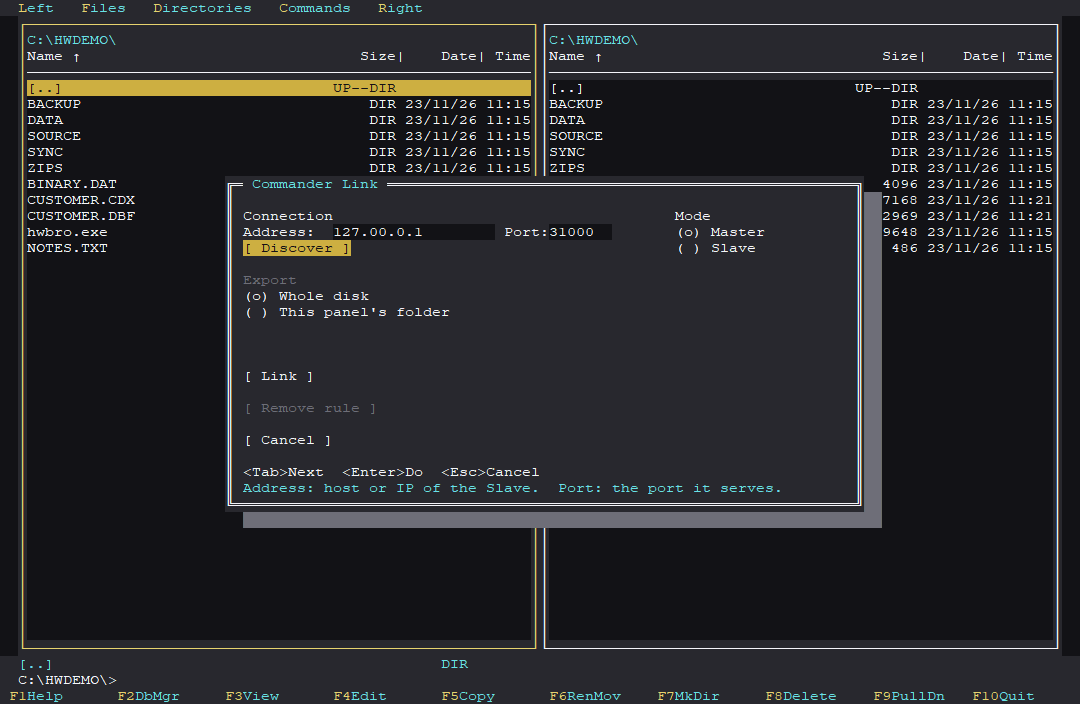 Left Files Directories Commands Right
C:\HWDEMO\ C:\HWDEMO\
Name ↑ Size| Date| Time Name ↑ Size| Date| Time
[..] UP--DIR [..] UP--DIR
BACKUP DIR 23/11/26 11:15 BACKUP DIR 23/11/26 11:15
DATA DIR 23/11/26 11:15 DATA DIR 23/11/26 11:15
SOURCE DIR 23/11/26 11:15 SOURCE DIR 23/11/26 11:15
SYNC DIR 23/11/26 11:15 SYNC DIR 23/11/26 11:15
ZIPS DIR 23/11/26 11:15 ZIPS DIR 23/11/26 11:15
BINARY.DAT Commander Link 4096 23/11/26 11:15
CUSTOMER.CDX 7168 23/11/26 11:21
CUSTOMER.DBF Connection Mode 2969 23/11/26 11:21
hwbro.exe Address: 127.00.0.1 Port:31000 (o) Master 9648 23/11/26 11:15
NOTES.TXT [ Discover ] ( ) Slave 486 23/11/26 11:15
Export
(o) Whole disk
( ) This panel's folder
[ Link ]
[ Remove rule ]
[ Cancel ]
<Tab>Next <Enter>Do <Esc>Cancel
Address: host or IP of the Slave. Port: the port it serves.
[..] DIR
C:\HWDEMO\>
F1Help F2DbMgr F3View F4Edit F5Copy F6RenMov F7MkDir F8Delete F9PullDn F10Quit